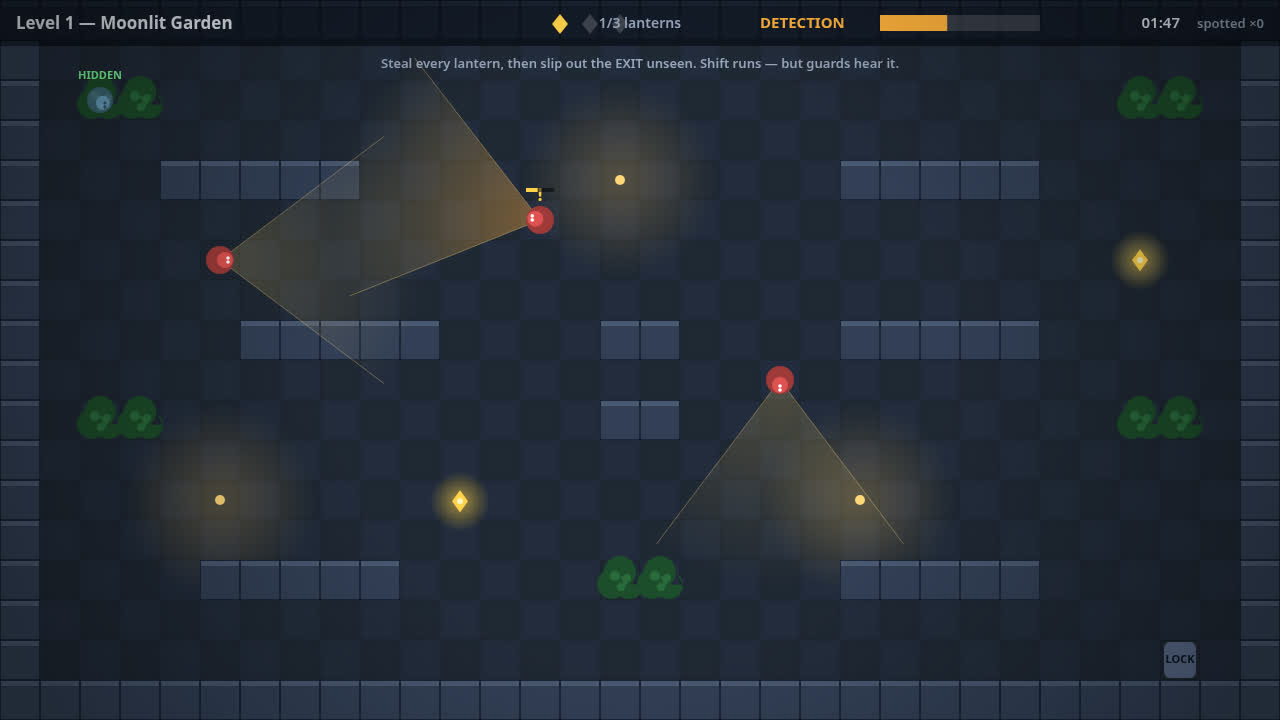 Level 1 — Moonlit Garden
1/3 lanterns
DETECTION
01:47
spotted ×0
Steal every lantern, then slip out the EXIT unseen. Shift runs — but guards hear it.
HIDDEN
!
LOCK